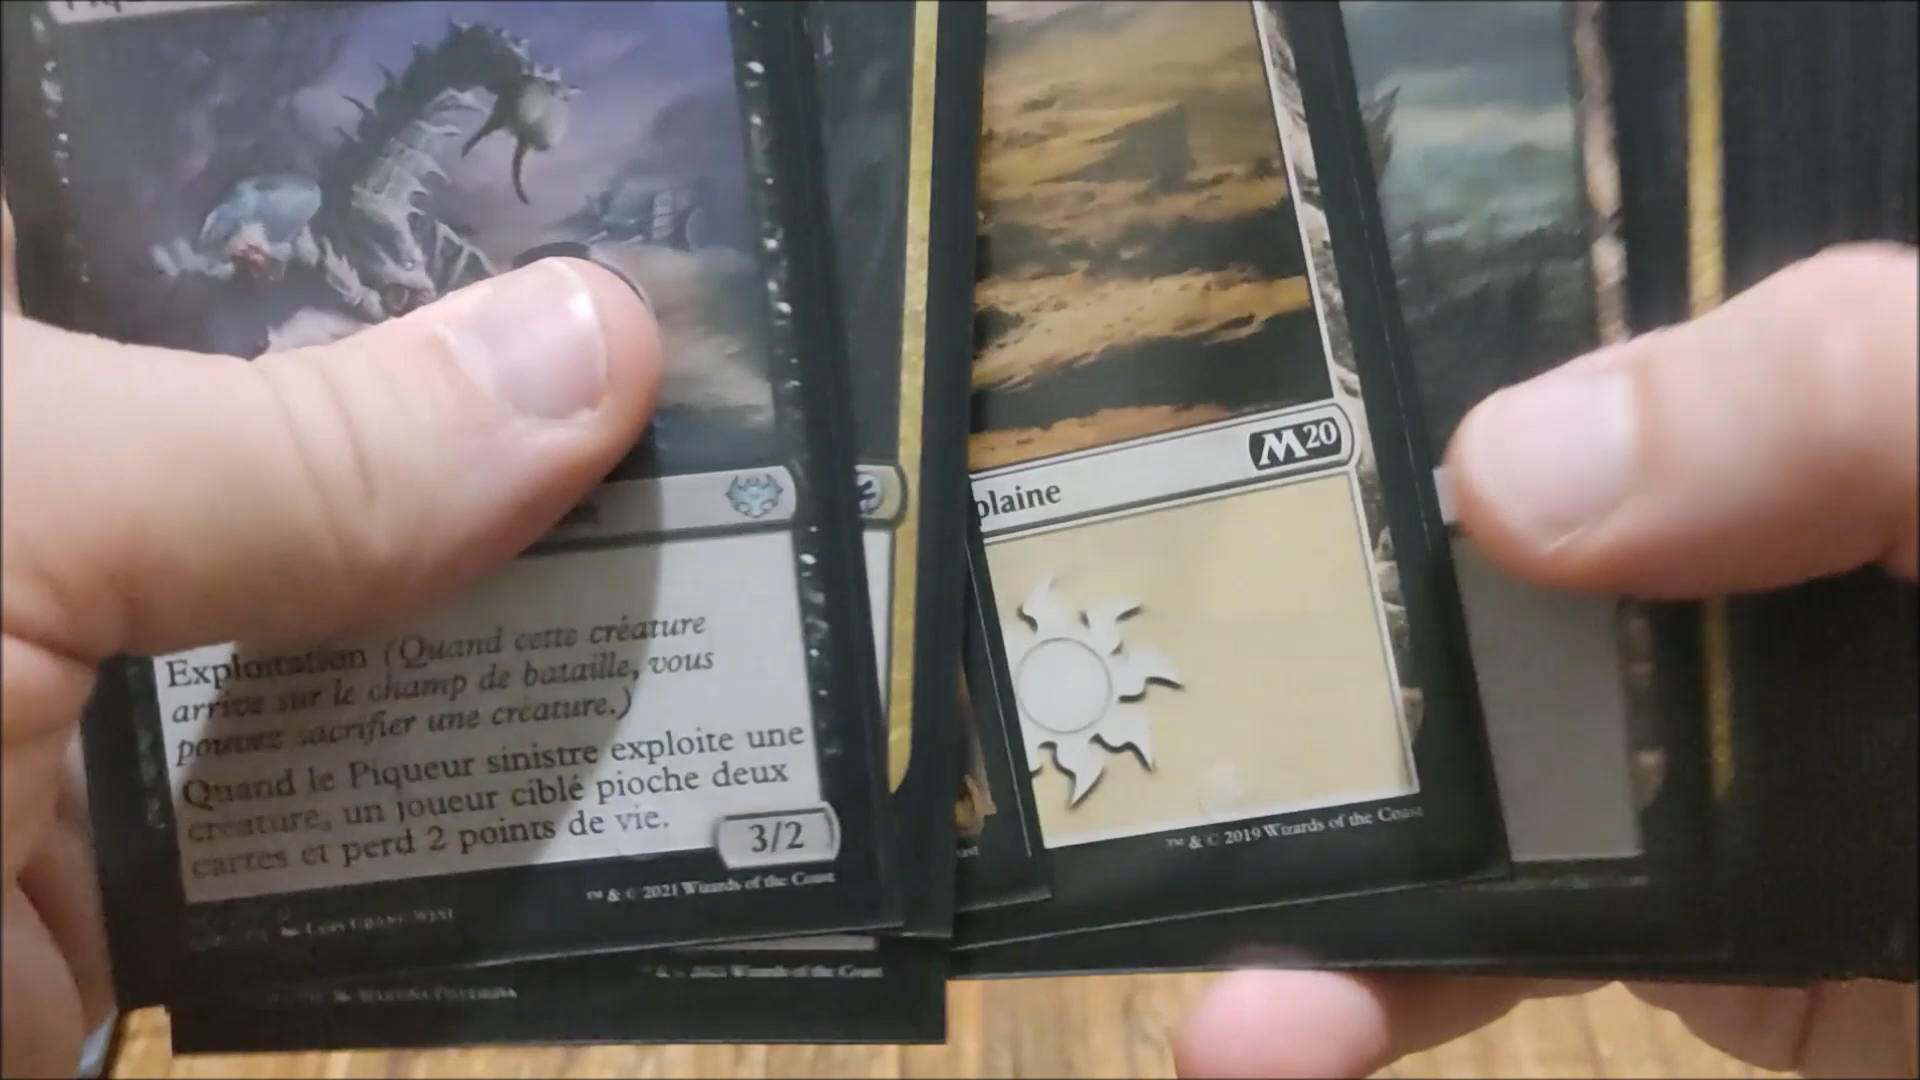 Exploitation (Quand cette créature
arrive sur le champ de bataille, vous
pouvez sacrifier une créature.)
Quand le Piqueur sinistre exploite une
créature, un joueur ciblé pioche deux
cartes et perd 2 points de vie.
3/2
™ & © 2021 Wizards of the Coast
™ & © 2021 Wizards of the Coast
plaine
M20
™ & © 2019 Wizards of the Coast